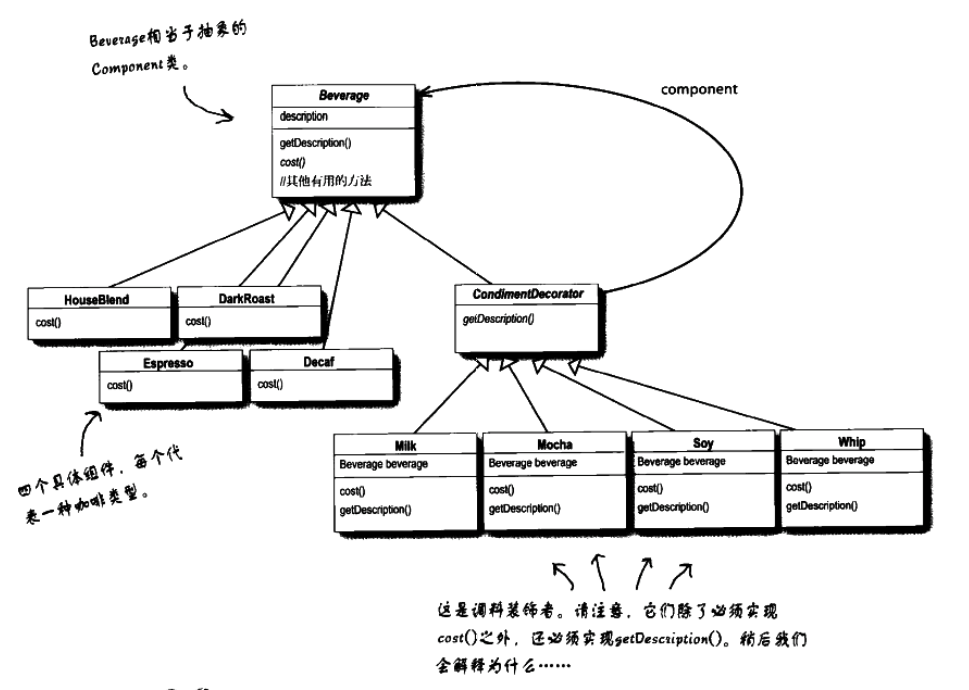 Beverage相当于抽象的
Component类。
component
Beverage
description
getDescription()
cost()
//其他有用的方法
HouseBlend
cost()
DarkRoast
cost()
Espresso
cost()
Decaf
cost()
CondimentDecorator
getDescription()
四个具体组件，每个代
表一种咖啡类型。
Milk
Beverage beverage
cost()
getDescription()
Mocha
Beverage beverage
cost()
getDescription()
Soy
Beverage beverage
cost()
getDescription()
Whip
Beverage beverage
cost()
getDescription()
这是调料装饰者。请注意，它们除了必须实现
cost()之外，还必须实现getDescription()。稍后我们
会解释为什么……